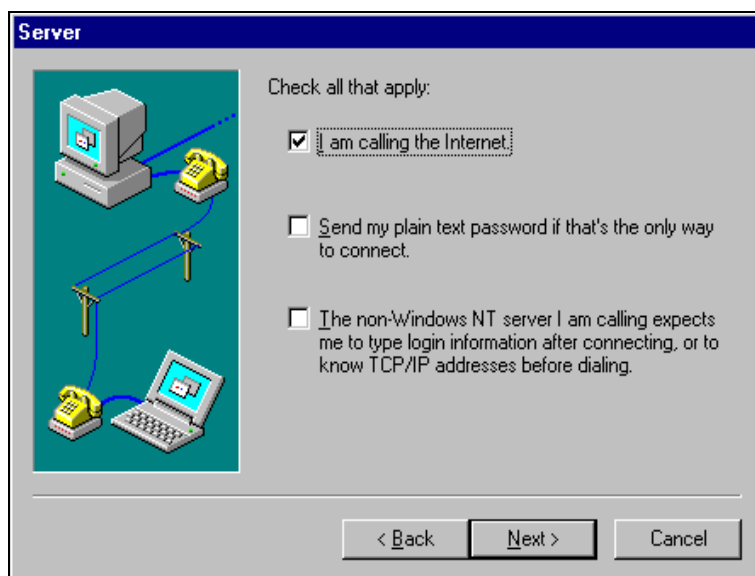 Server
Check all that apply:
I am calling the Internet.
Send my plain text password if that's the only way
to connect.
The non-Windows NT server I am calling expects
me to type login information after connecting, or to
know TCP/IP addresses before dialing.
< Back
Next >
Cancel